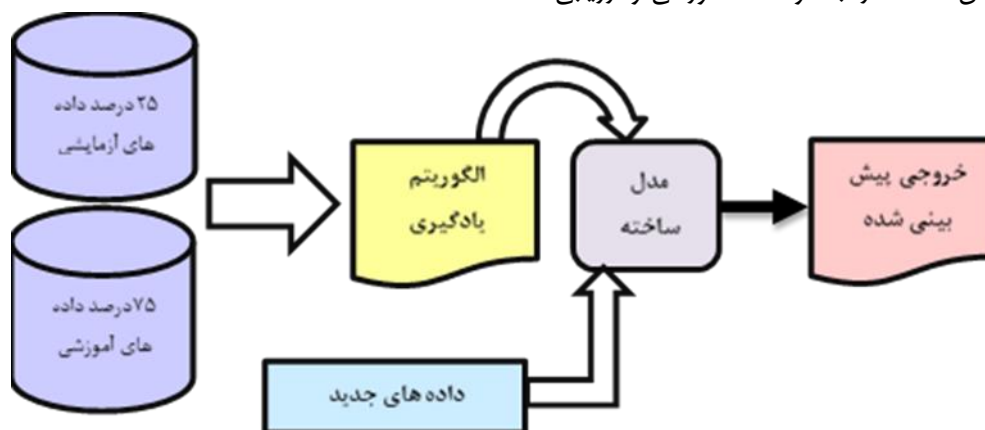 ۲۵ درصد داده
های آزمایشی
۷۵درصد داده
های آموزشی
الگوریتم
یادگیری
مدل
ساخته
خروجی پیش
بینی شده
داده های جدید